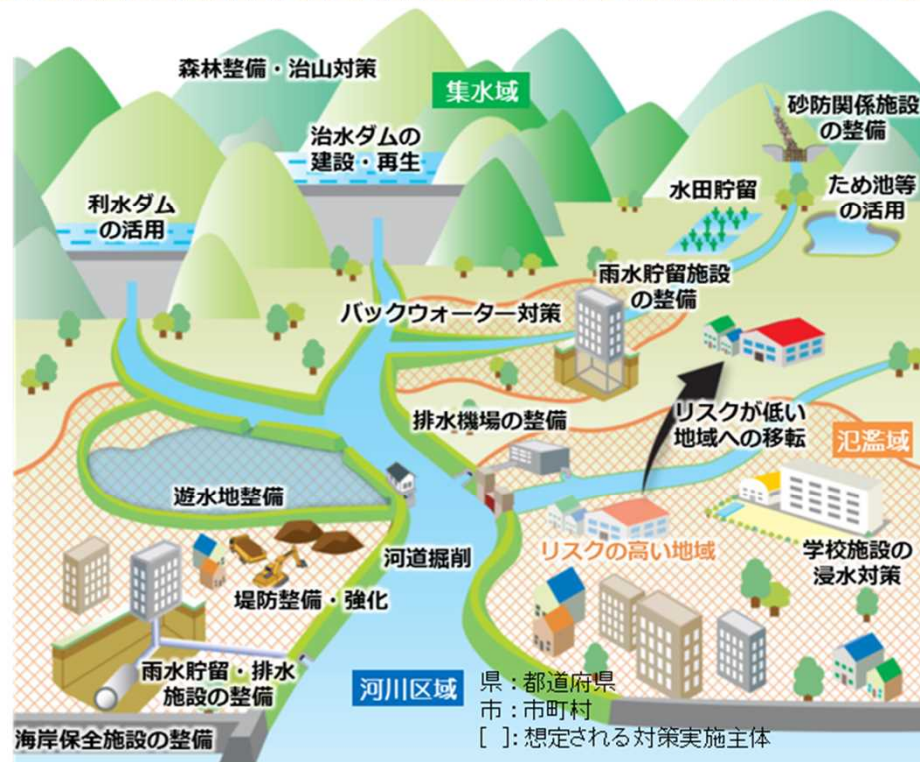 森林整備・治山対策
集水域
砂防関係施設
の整備
治水ダムの
建設・再生
水田貯留
ため池等
の活用
利水ダム
の活用
雨水貯留施設
の整備
バックウォーター対策
排水機場の整備
リスクが低い
地域への移転
氾濫域
遊水地整備
河道掘削
リスクの高い地域
学校施設の
浸水対策
堤防整備・強化
雨水貯留・排水
施設の整備
河川区域
県：都道府県
市：市町村
[ ]：想定される対策実施主体
海岸保全施設の整備